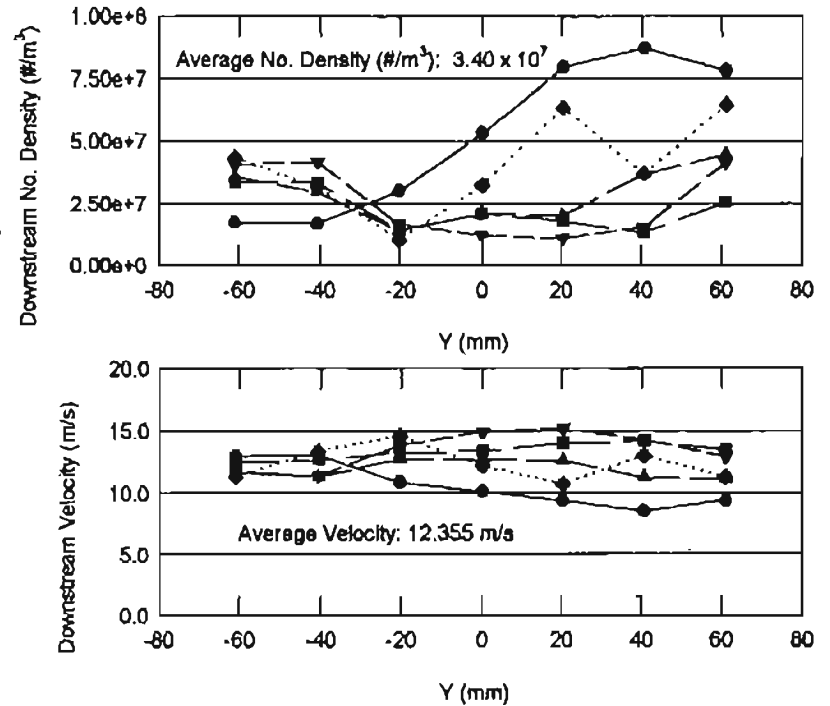 Downstream No. Density (#/m³)
1.00e+8
7.50e+7
5.00e+7
2.50e+7
0.00e+0
Average No. Density (#/m³): 3.40 x 10⁷
-80 -60 -40 -20 0 20 40 60 80
Y (mm)
Downstream Velocity (m/s)
20.0
15.0
10.0
5.0
0.0
Average Velocity: 12.355 m/s
-80 -60 -40 -20 0 20 40 60 80
Y (mm)